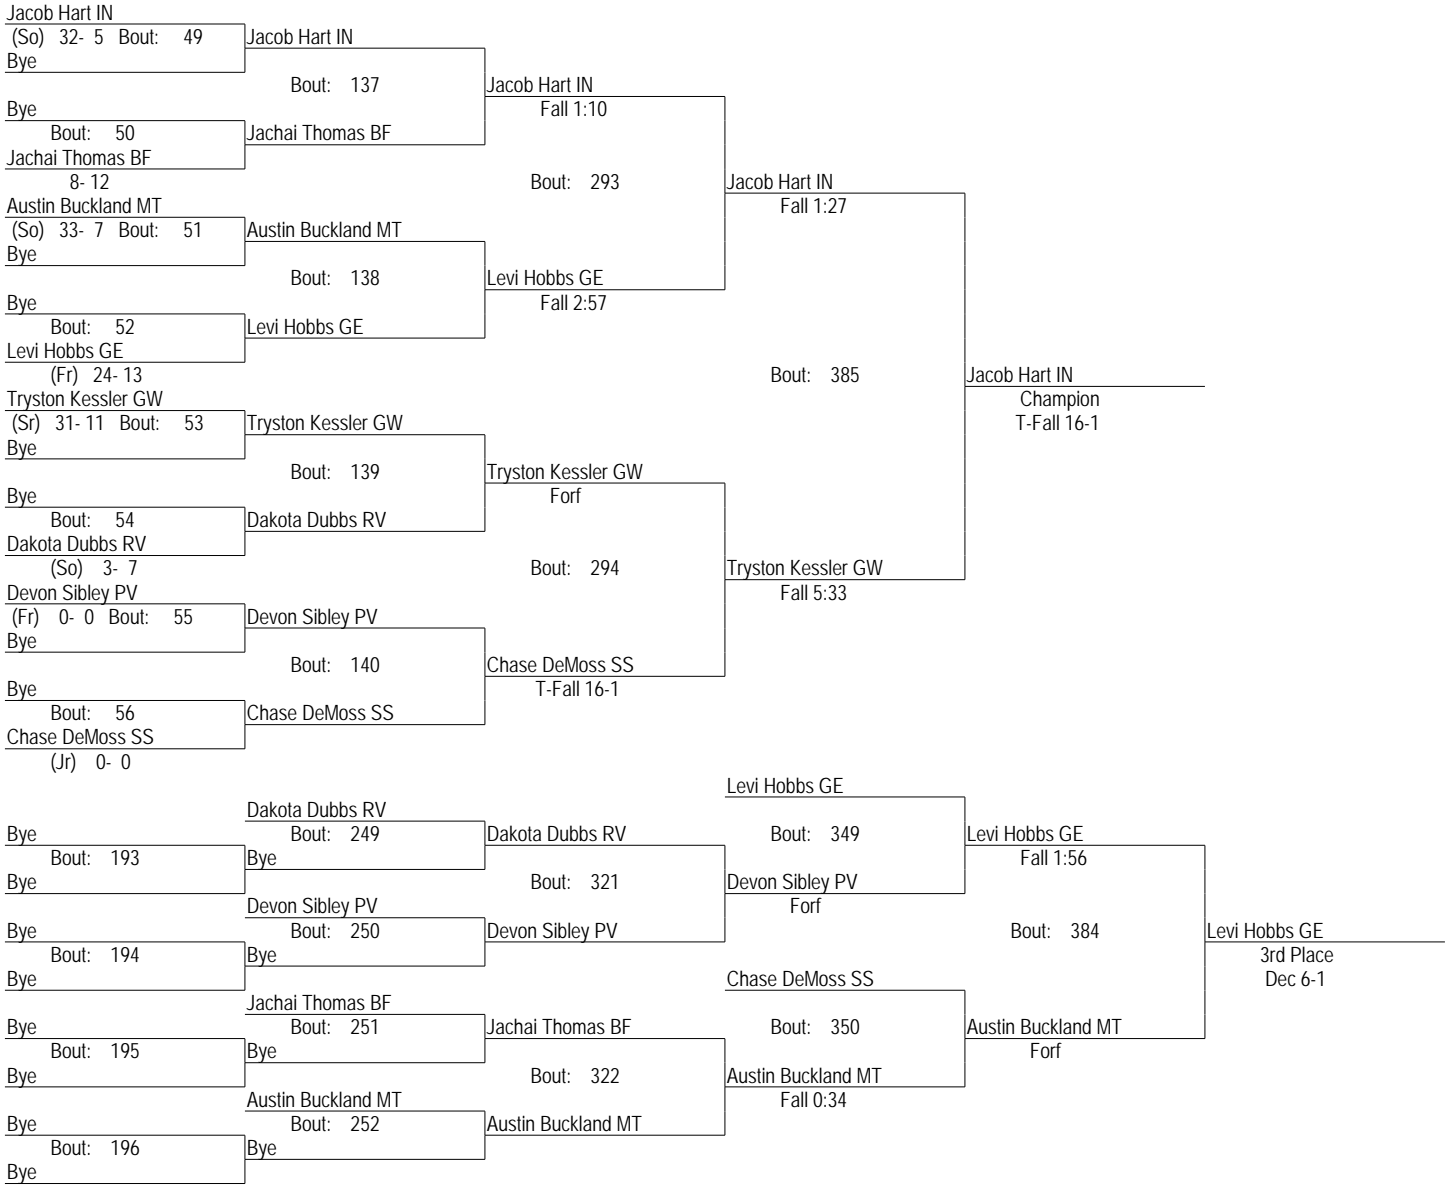 Jacob Hart IN
(So) 32- 5 Bout: 49 Jacob Hart IN
Bye
Bout: 137 Jacob Hart IN
Bye Fall 1:10
Bout: 50 Jachai Thomas BF
Jachai Thomas BF
8- 12 Bout: 293 Jacob Hart IN
Austin Buckland MT Fall 1:27
(So) 33- 7 Bout: 51 Austin Buckland MT
Bye
Bout: 138 Levi Hobbs GE
Bye Fall 2:57
Bout: 52 Levi Hobbs GE
Levi Hobbs GE
(Fr) 24- 13 Bout: 385 Jacob Hart IN
Tryston Kessler GW Champion
(Sr) 31- 11 Bout: 53 Tryston Kessler GW T-Fall 16-1
Bye
Bout: 139 Tryston Kessler GW
Bye Forf
Bout: 54 Dakota Dubbs RV
Dakota Dubbs RV
(So) 3- 7 Bout: 294 Tryston Kessler GW
Devon Sibley PV Fall 5:33
(Fr) 0- 0 Bout: 55 Devon Sibley PV
Bye
Bout: 140 Chase DeMoss SS
Bye T-Fall 16-1
Bout: 56 Chase DeMoss SS
Chase DeMoss SS
(Jr) 0- 0
Levi Hobbs GE
Dakota Dubbs RV
Bye Bout: 249 Dakota Dubbs RV Bout: 349 Levi Hobbs GE
Bout: 193 Bye Fall 1:56
Bye Bout: 321 Devon Sibley PV
Devon Sibley PV Forf
Bye Bout: 250 Devon Sibley PV Bout: 384 Levi Hobbs GE
Bout: 194 Bye 3rd Place
Bye Chase DeMoss SS Dec 6-1
Jachai Thomas BF
Bye Bout: 251 Jachai Thomas BF Bout: 350 Austin Buckland MT
Bout: 195 Bye Forf
Bye Bout: 322 Austin Buckland MT
Austin Buckland MT Fall 0:34
Bye Bout: 252 Austin Buckland MT
Bout: 196 Bye
Bye